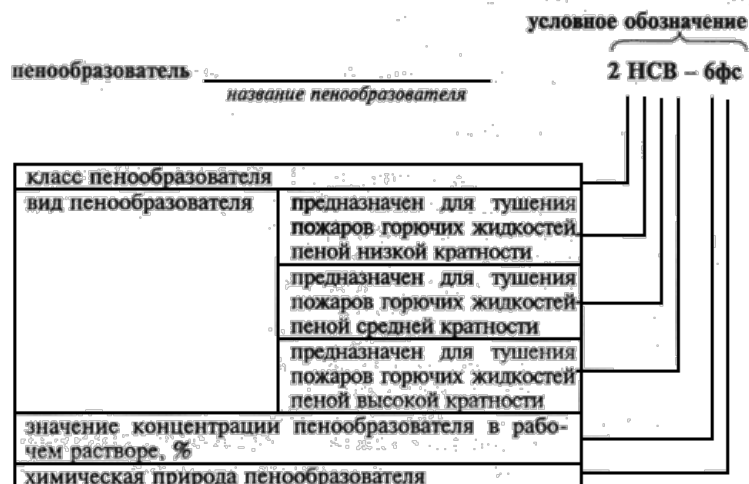 условное обозначение
пенообразователь
2 НСВ – 6фс
название пенообразователя
класс пенообразователя
вид пенообразователя
предназначен для тушения
пожаров горючих жидкостей
пеной низкой кратности
предназначен для тушения
пожаров горючих жидкостей
пеной средней кратности
предназначен для тушения
пожаров горючих жидкостей
пеной высокой кратности
значение концентрации пенообразователя в рабо-
чем растворе, %
химическая природа пенообразователя